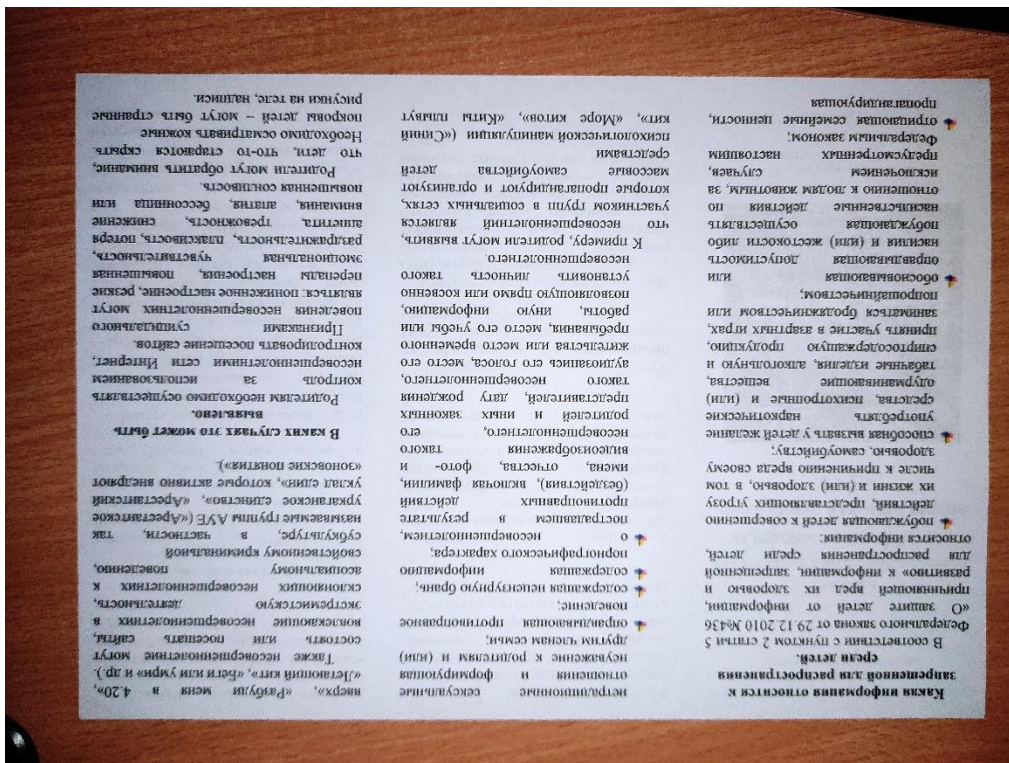 Какая информация относится к
запрещенной для распространения
среди детей.
В соответствии с пунктом 2 статьи 5
Федерального закона от 29.12.2010 №436
«О защите детей от информации,
причиняющей вред их здоровью и
развитию» к информации, запрещенной
для распространения среди детей,
относится информация:
побуждающая детей к совершению
действий, представляющих угрозу
их жизни и (или) здоровью, в том
числе к причинению вреда своему
здоровью, самоубийству;
способная вызвать у детей желание
употреблять наркотические
средства, психотропные и (или)
одурманивающие вещества,
табачные изделия, алкогольную и
спиртосодержащую продукцию,
принять участие в азартных играх,
заниматься бродяжничеством или
попрошайничеством;
обосновывающая или
оправдывающая допустимость
насилия и (или) жестокости либо
побуждающая осуществлять
насильственные действия по
отношению к людям животным, за
исключением случаев,
предусмотренных настоящим
Федеральным законом;
отрицающая семейные ценности,
пропагандирующая
нетрадиционные сексуальные
отношения и формирующая
неуважение к родителям и (или)
другим членам семьи;
оправдывающая противоправное
поведение;
содержащая нецензурную брань;
содержащая информацию
порнографического характера;
о несовершеннолетнем,
пострадавшем в результате
противоправных действий
(бездействия), включая фамилии,
имена, отчества, фото- и
видеоизображения такого
несовершеннолетнего, его
родителей и иных законных
представителей, дату рождения
такого несовершеннолетнего,
аудиозапись его голоса, место его
жительства или место временного
пребывания, место его учебы или
работы, иную информацию,
позволяющую прямо или косвенно
установить личность такого
несовершеннолетнего.
К примеру, родители могут выявить,
что несовершеннолетний является
участником групп в социальных сетях,
которые пропагандируют и организуют
массовые самоубийства детей
средствами
психологической манипуляции («Синий
кит», «Море китов», «Киты плывут
вверх», «Разбуди меня в 4.20»,
«Летающий кит», «Беги или умри» и др.).
Также несовершеннолетние могут
состоять или посещать сайты,
вовлекающие несовершеннолетних в
экстремистскую деятельность,
склоняющих несовершеннолетних к
асоциальному поведению,
свойственному криминальной
субкультуре, в частности, так
называемые группы АУЕ («Арестантское
уркаганское единство», «Арестантский
уклад един», которые активно внедряют
«зоновские понятия»).
В каких случаях это может быть
выявлено.
Родителям необходимо осуществлять
контроль за использованием
несовершеннолетними сети Интернет,
контролировать посещение сайтов.
Признаками суицидального
поведения несовершеннолетних могут
являться: пониженное настроение, резкие
перепады настроения, повышенная
эмоциональная чувствительность,
раздражительность, плаксивость, потеря
аппетита, тревожность, снижение
внимания, апатия, бессонница или
повышенная сонливость.
Родители могут обратить внимание,
что дети, что-то стараются скрыть.
Необходимо осматривать кожные
покровы детей – могут быть странные
рисунки на теле, надписи.